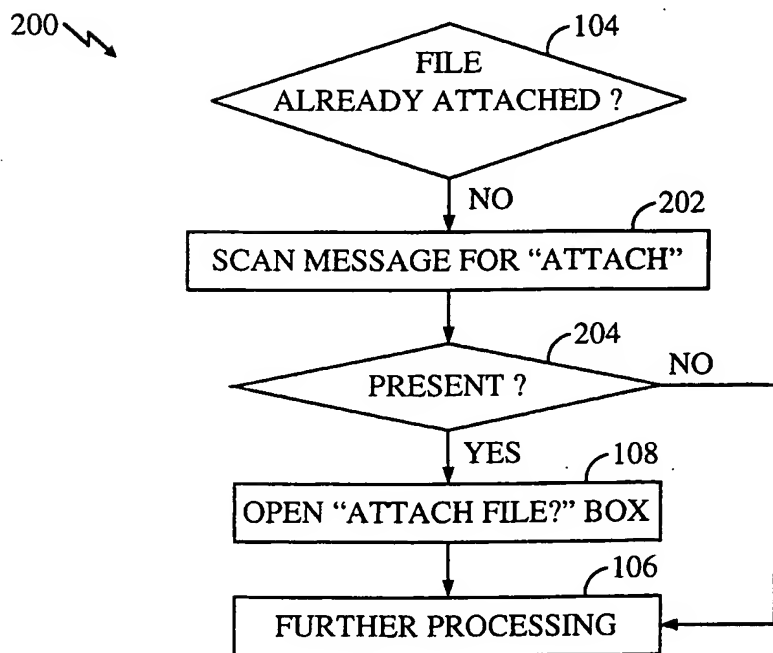 200
104
FILE
ALREADY ATTACHED ?
NO
202
SCAN MESSAGE FOR “ATTACH”
204
PRESENT ?
NO
YES
108
OPEN “ATTACH FILE?” BOX
106
FURTHER PROCESSING